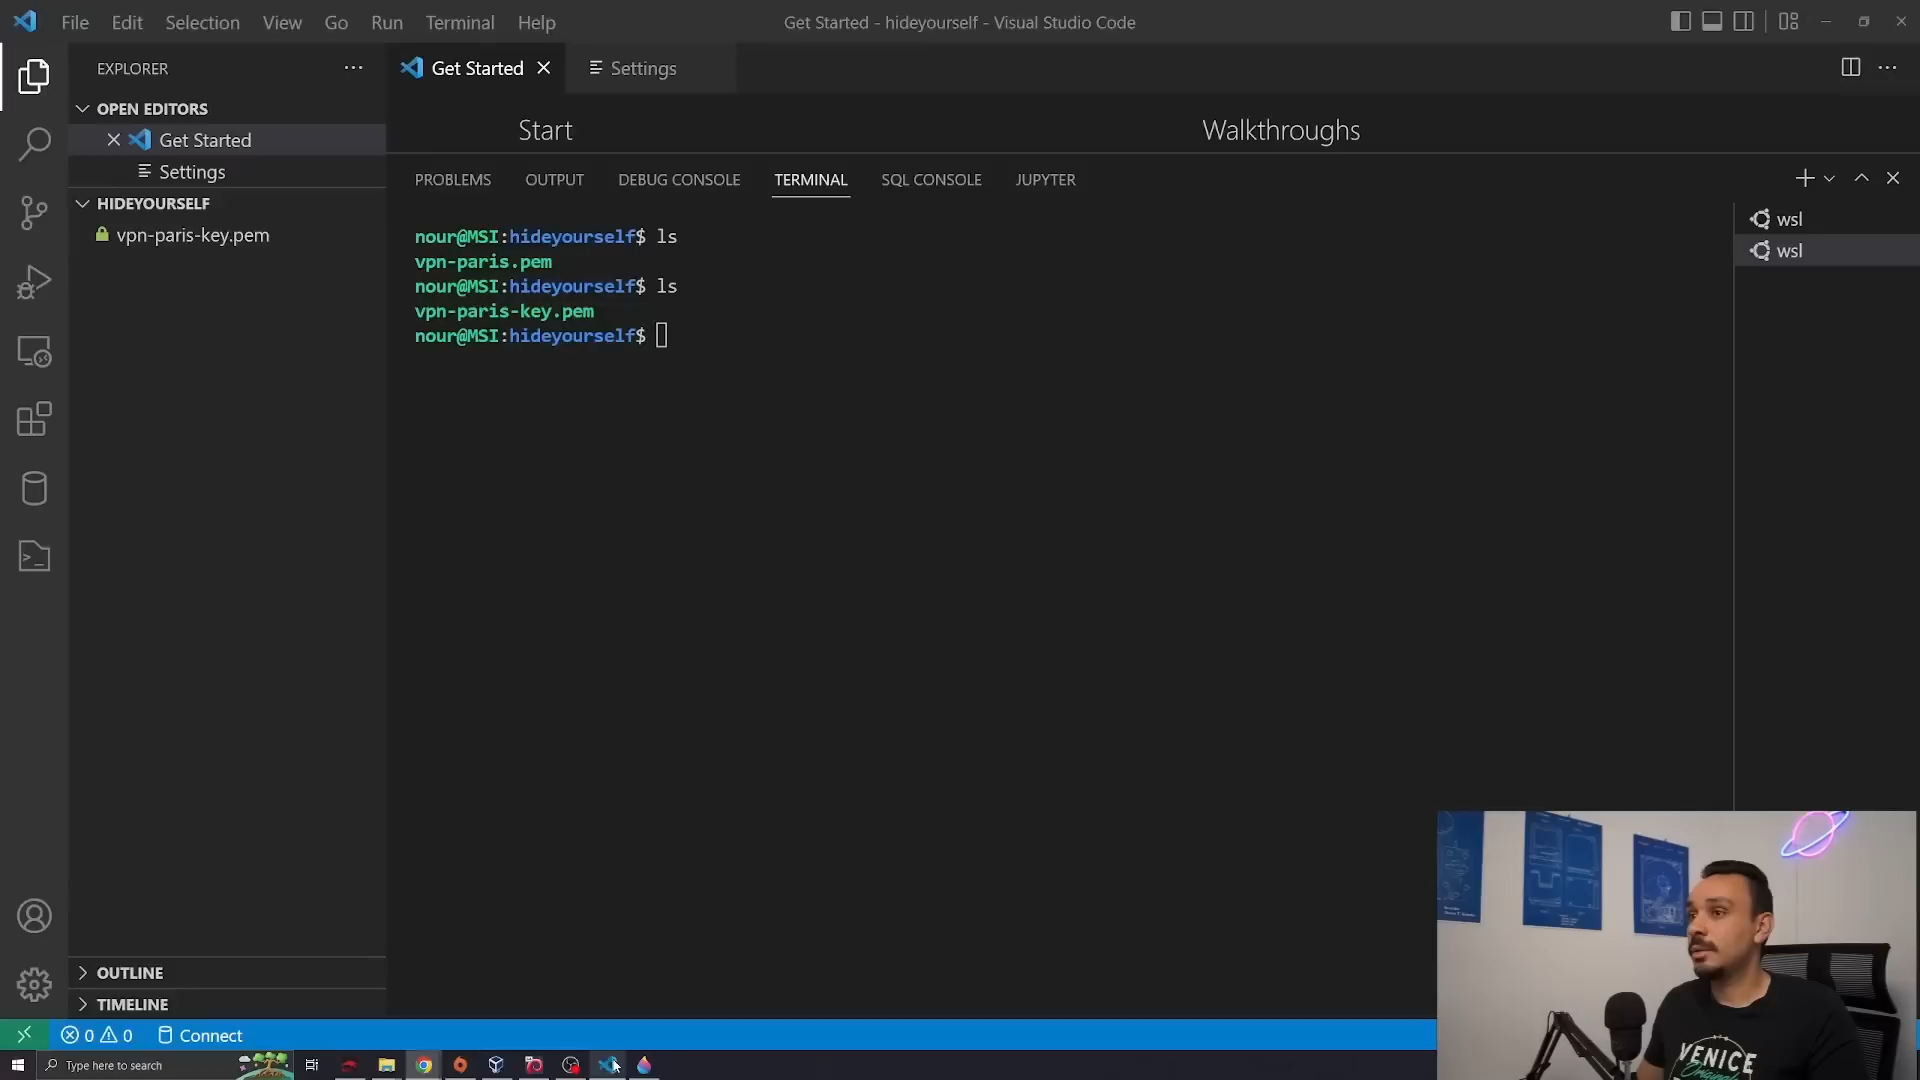 File Edit Selection View Go Run Terminal Help
Get Started - hideyourself - Visual Studio Code
EXPLORER
Get Started
Settings
OPEN EDITORS
Get Started
Settings
HIDEYOURSELF
vpn-paris-key.pem
Start
Walkthroughs
PROBLEMS OUTPUT DEBUG CONSOLE TERMINAL SQL CONSOLE JUPYTER
nour@MSI:hideyourself$ ls
vpn-paris.pem
nour@MSI:hideyourself$ ls
vpn-paris-key.pem
nour@MSI:hideyourself$
wsl
wsl
OUTLINE
TIMELINE
0 0 Connect
Type here to search
VENICE